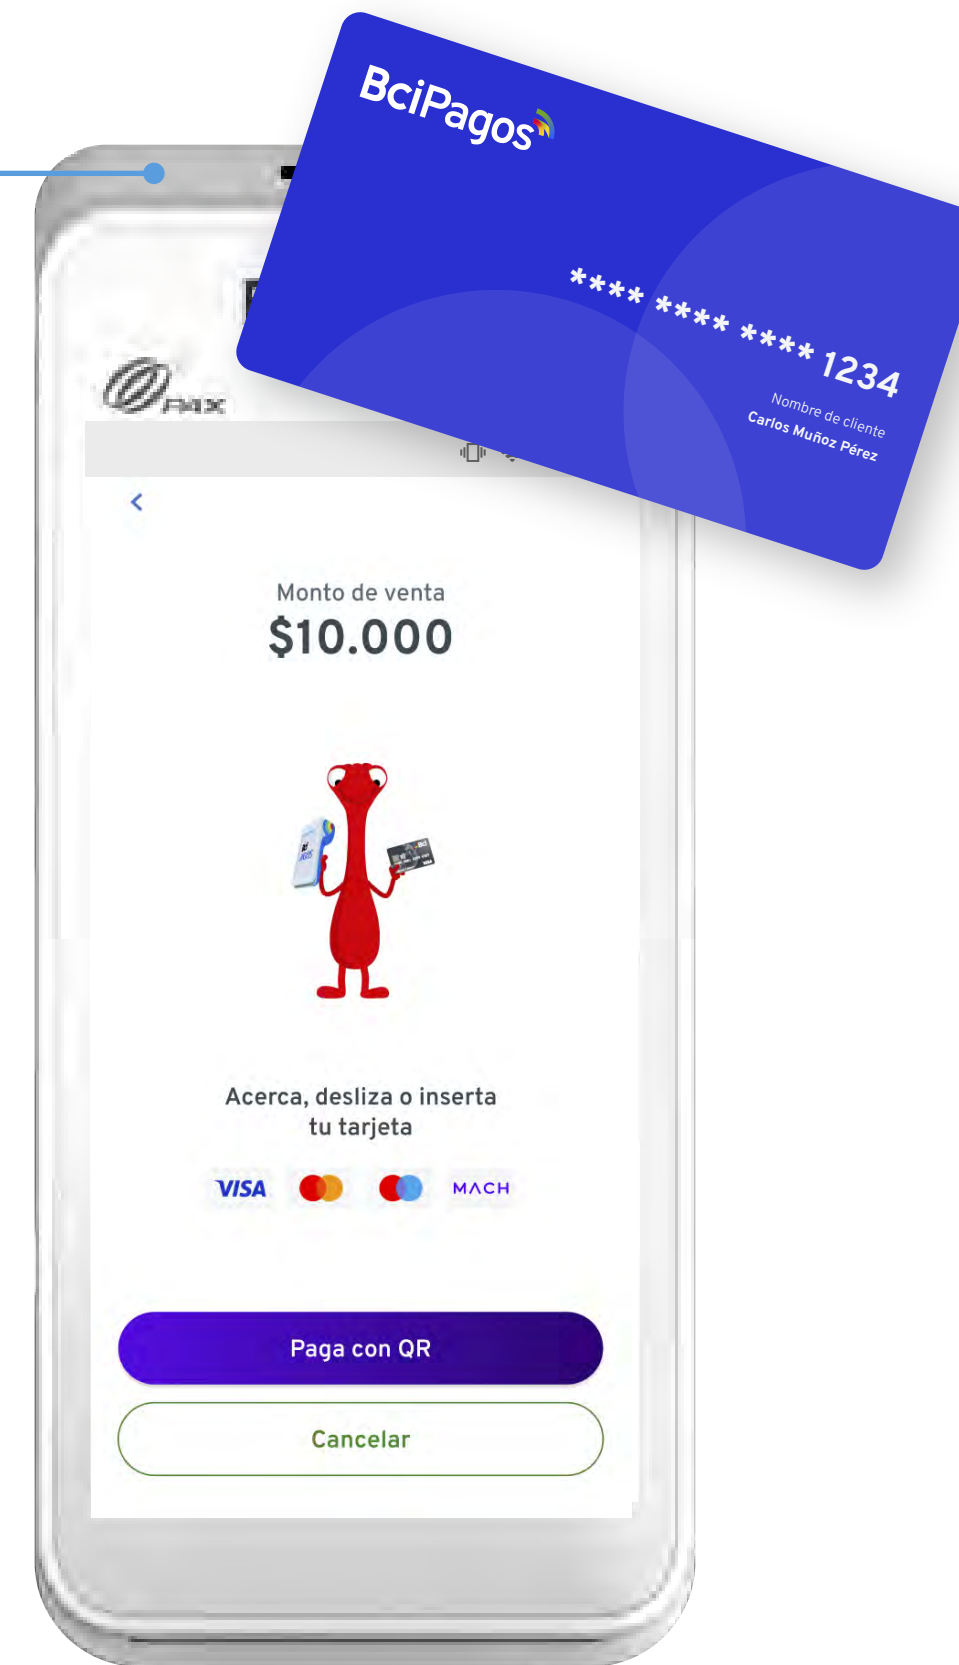 BciPagos
**** **** **** 1234
Nombre de cliente
Carlos Muñoz Pérez
PAX
Monto de venta
$10.000
Acerca, desliza o inserta
tu tarjeta
VISA
MACH
Paga con QR
Cancelar